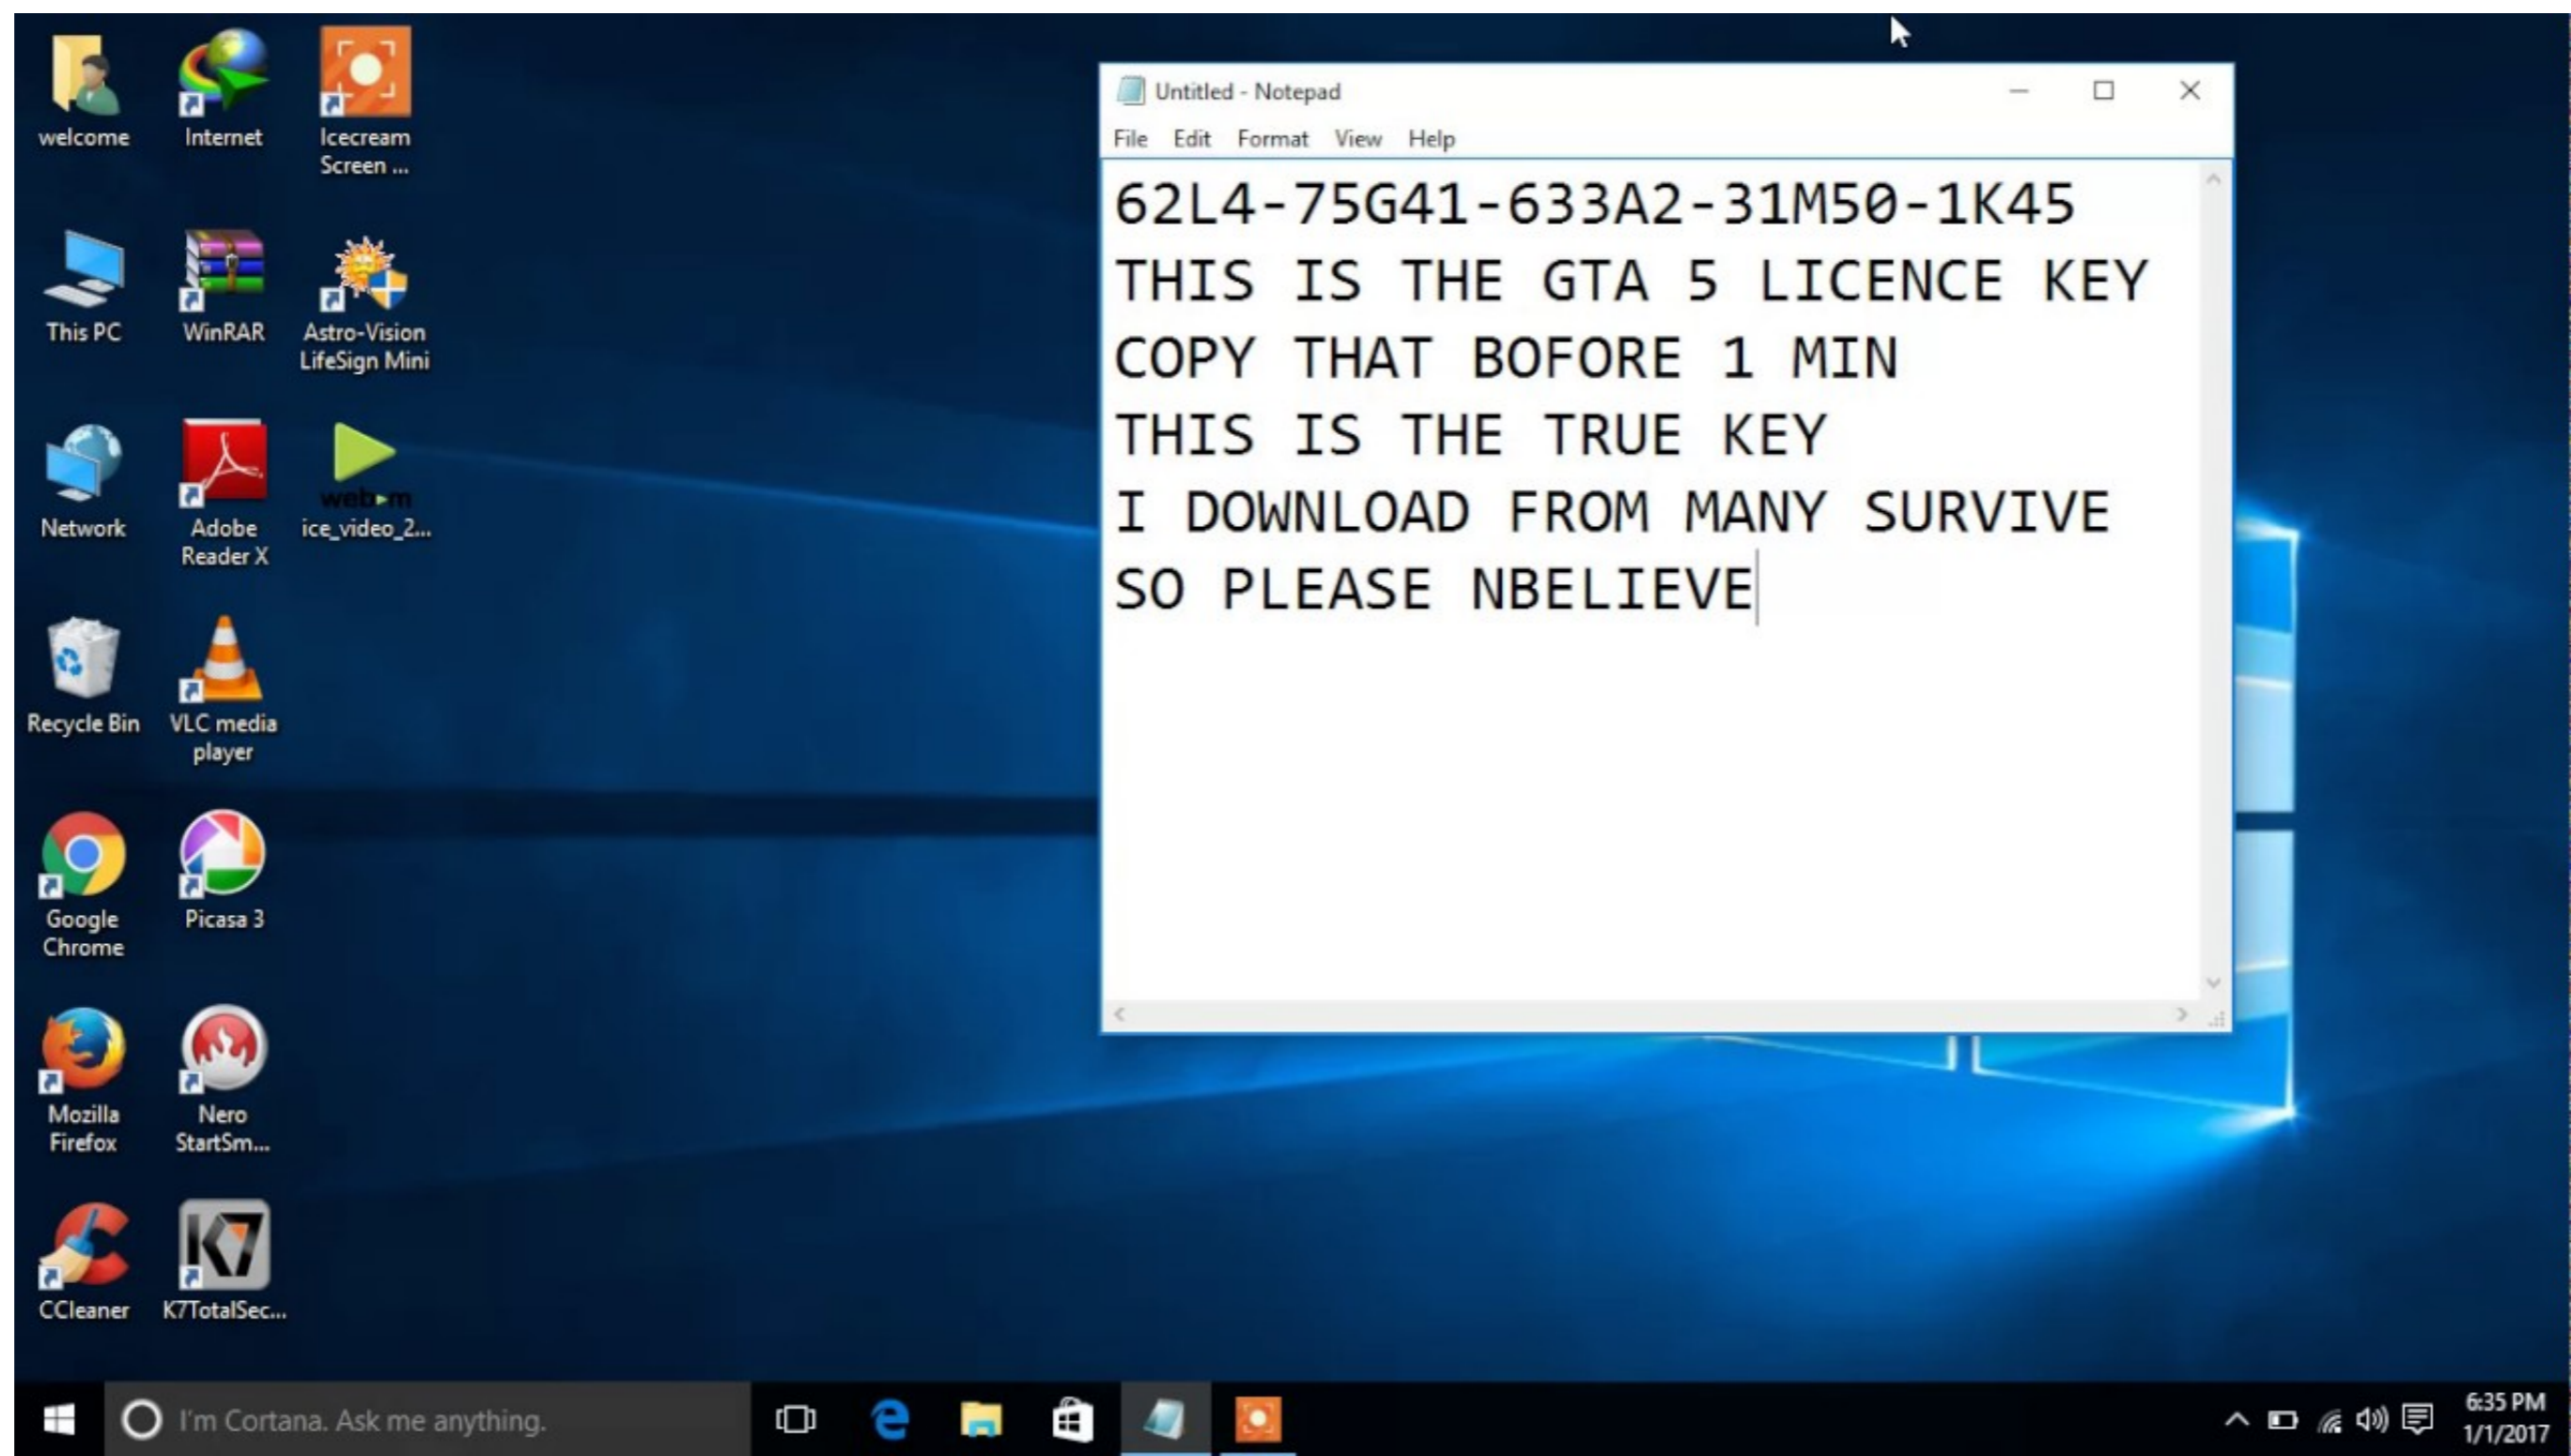 welcome
Internet
Icecream
Screen ...
This PC
WinRAR
Astro-Vision
LifeSign Mini
Network
Adobe
Reader X
web m
ice_video_2...
Recycle Bin
VLC media
player
Google
Chrome
Picasa 3
Mozilla
Firefox
Nero
StartSm...
CCleaner
K7
K7TotalSec...
Untitled - Notepad
File Edit Format View Help
62L4-75G41-633A2-31M50-1K45
THIS IS THE GTA 5 LICENCE KEY
COPY THAT BOFORE 1 MIN
THIS IS THE TRUE KEY
I DOWNLOAD FROM MANY SURVIVE
SO PLEASE NBELIEVE
I'm Cortana. Ask me anything.
6:35 PM
1/1/2017